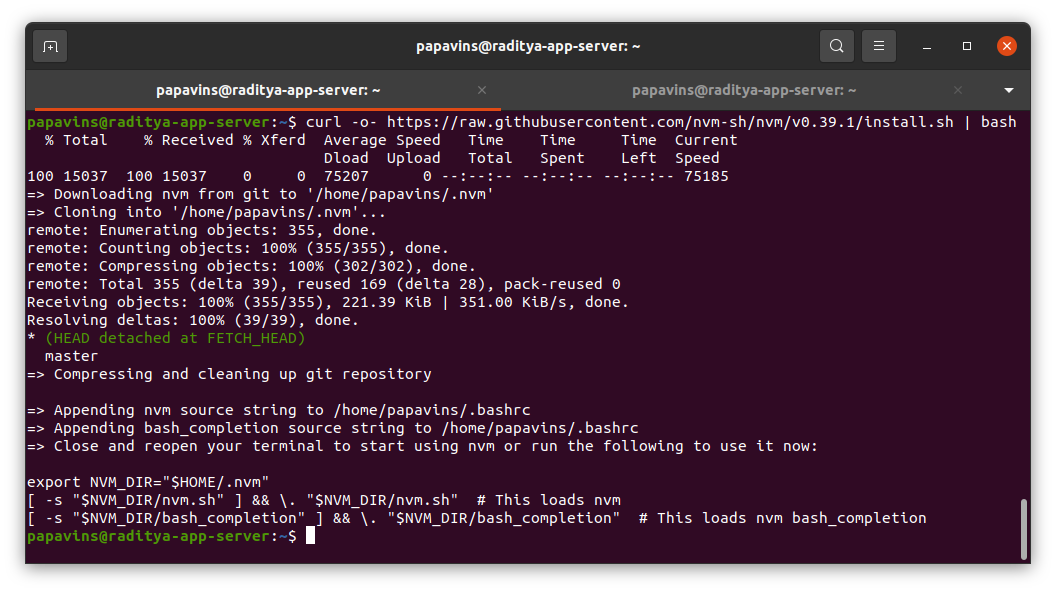 papavins@raditya-app-server: ~
papavins@raditya-app-server: ~
papavins@raditya-app-server: ~
papavins@raditya-app-server:~$ curl -o- https://raw.githubusercontent.com/nvm-sh/nvm/v0.39.1/install.sh | bash
  % Total    % Received % Xferd  Average Speed   Time    Time     Time  Current
                                 Dload  Upload   Total   Spent    Left  Speed
100 15037  100 15037    0     0  75207      0 --:--:-- --:--:-- --:--:-- 75185
=> Downloading nvm from git to '/home/papavins/.nvm'
=> Cloning into '/home/papavins/.nvm'...
remote: Enumerating objects: 355, done.
remote: Counting objects: 100% (355/355), done.
remote: Compressing objects: 100% (302/302), done.
remote: Total 355 (delta 39), reused 169 (delta 28), pack-reused 0
Receiving objects: 100% (355/355), 221.39 KiB | 351.00 KiB/s, done.
Resolving deltas: 100% (39/39), done.
* (HEAD detached at FETCH_HEAD)
  master
=> Compressing and cleaning up git repository
=> Appending nvm source string to /home/papavins/.bashrc
=> Appending bash_completion source string to /home/papavins/.bashrc
=> Close and reopen your terminal to start using nvm or run the following to use it now:
export NVM_DIR="$HOME/.nvm"
[ -s "$NVM_DIR/nvm.sh" ] && \. "$NVM_DIR/nvm.sh"  # This loads nvm
[ -s "$NVM_DIR/bash_completion" ] && \. "$NVM_DIR/bash_completion"  # This loads nvm bash_completion
papavins@raditya-app-server:~$